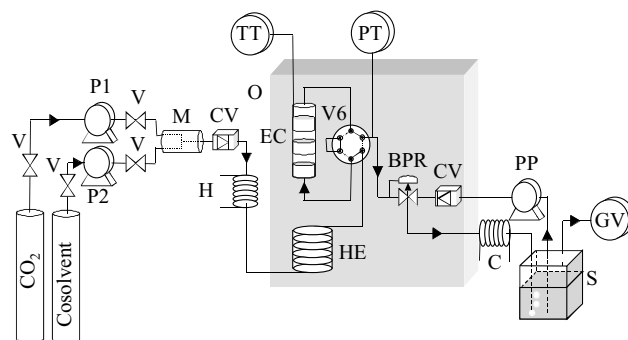 TT
PT
P1
V
M
CV
O
V6
EC
V
V
V
P2
BPR
CV
PP
H
HE
C
GV
S
CO2
Cosolvent